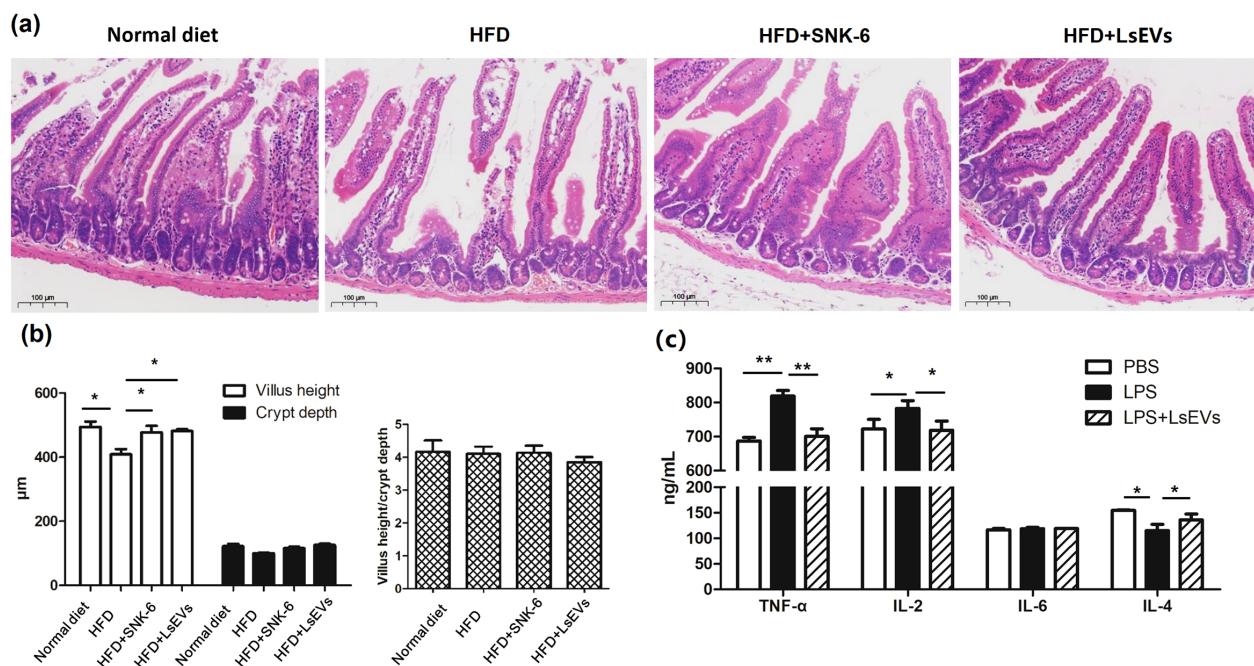 (a)
Normal diet
HFD
HFD+SNK-6
HFD+LsEVs
100 μm
100 μm
100 μm
100 μm
(b)
*
*
*
Villus height
Crypt depth
600
400
200
0
μm
Normal diet
HFD
HFD+SNK-6
HFD+LsEVs
Normal diet
HFD
HFD+SNK-6
HFD+LsEVs
5
4
3
2
1
0
Villus height/crypt depth
Normal diet
HFD
HFD+SNK-6
HFD+LsEVs
(c)
PBS
LPS
LPS+LsEVs
**
**
*
*
*
*
900
800
700
600
200
150
100
50
0
ng/mL
TNF-α
IL-2
IL-6
IL-4